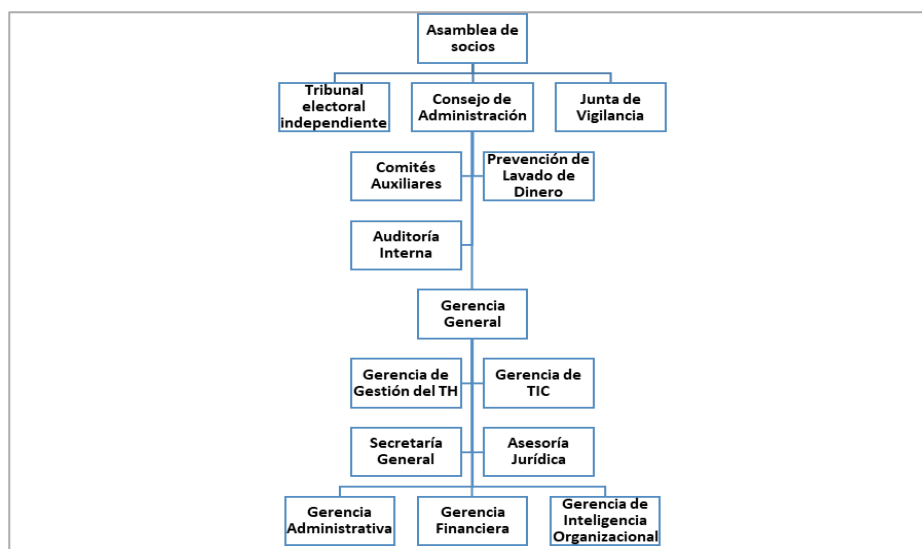 Asamblea de
socios
Tribunal
electoral
independiente
Consejo de
Administración
Junta de
Vigilancia
Comités
Auxiliares
Prevención de
Lavado de
Dinero
Auditoría
Interna
Gerencia
General
Gerencia de
Gestión del TH
Gerencia de
TIC
Secretaría
General
Asesoría
Jurídica
Gerencia
Administrativa
Gerencia
Financiera
Gerencia de
Inteligencia
Organizacional